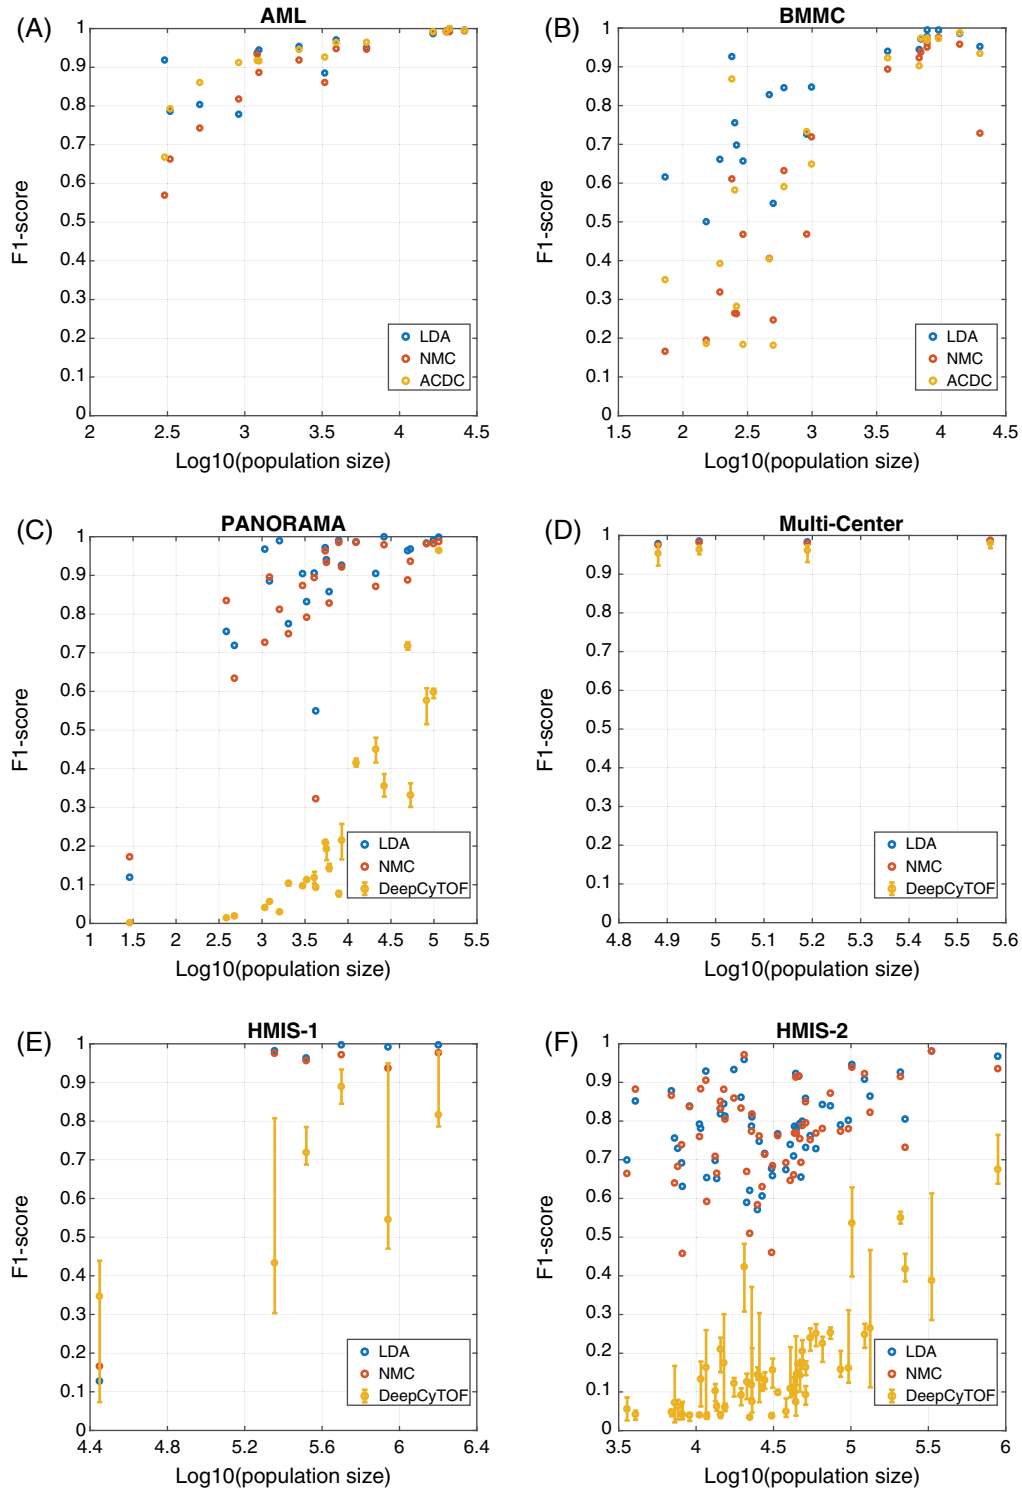 (A)
AML
F1-score
1
0.9
0.8
0.7
0.6
0.5
0.4
0.3
0.2
0.1
0
2
2.5
3
3.5
4
4.5
Log10(population size)
LDA
NMC
ACDC
(B)
BMMC
F1-score
1
0.9
0.8
0.7
0.6
0.5
0.4
0.3
0.2
0.1
0
1.5
2
2.5
3
3.5
4
4.5
Log10(population size)
LDA
NMC
ACDC
(C)
PANORAMA
F1-score
1
0.9
0.8
0.7
0.6
0.5
0.4
0.3
0.2
0.1
0
1
1.5
2
2.5
3
3.5
4
4.5
5
5.5
Log10(population size)
LDA
NMC
DeepCyTOF
(D)
Multi-Center
F1-score
1
0.9
0.8
0.7
0.6
0.5
0.4
0.3
0.2
0.1
0
4.8
4.9
5
5.1
5.2
5.3
5.4
5.5
5.6
Log10(population size)
LDA
NMC
DeepCyTOF
(E)
HMIS-1
F1-score
1
0.9
0.8
0.7
0.6
0.5
0.4
0.3
0.2
0.1
0
4.4
4.8
5.2
5.6
6
6.4
Log10(population size)
LDA
NMC
DeepCyTOF
(F)
HMIS-2
F1-score
1
0.9
0.8
0.7
0.6
0.5
0.4
0.3
0.2
0.1
0
3.5
4
4.5
5
5.5
6
Log10(population size)
LDA
NMC
DeepCyTOF